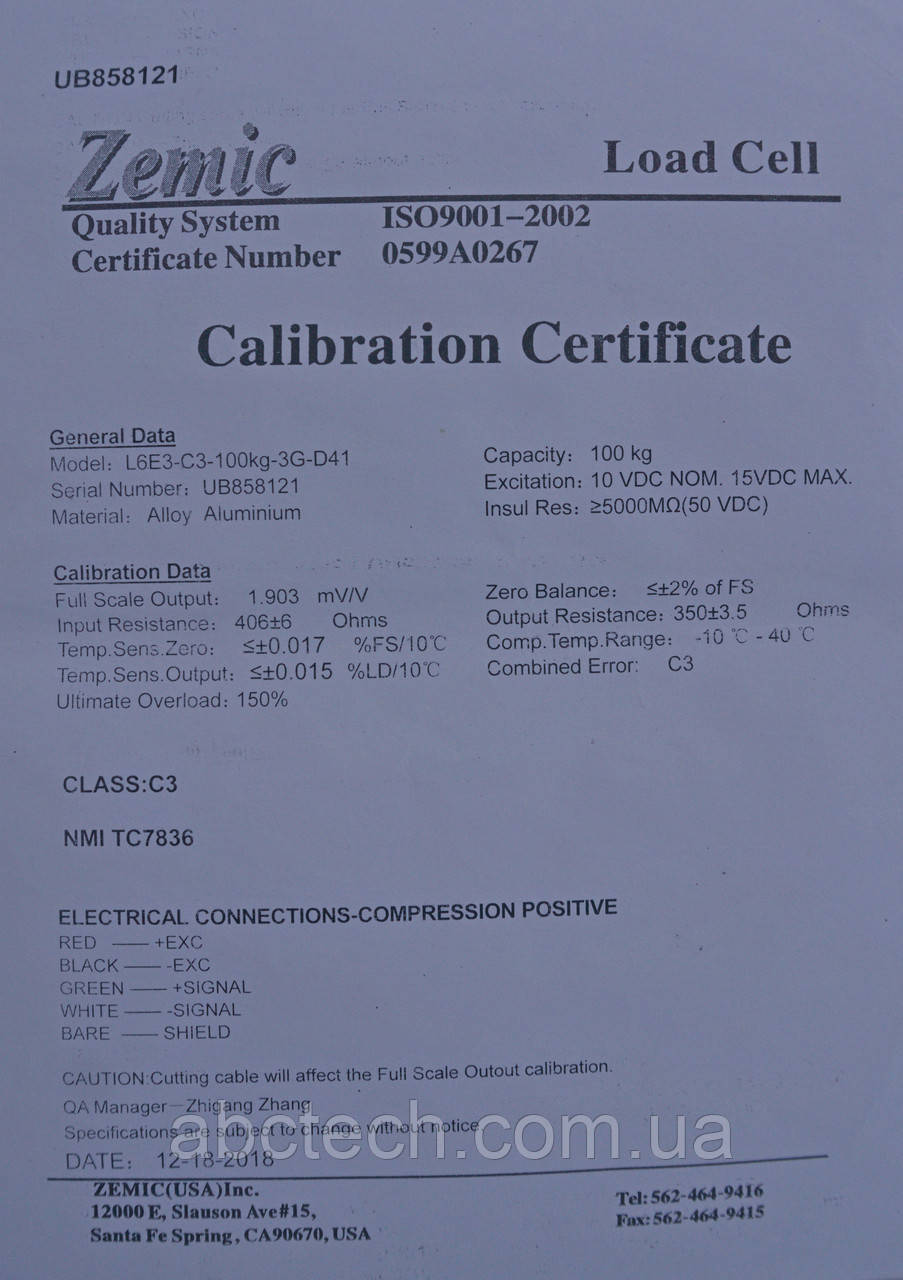 UB858121
Zemic Load Cell
Quality System ISO9001-2002
Certificate Number 0599A0267
Calibration Certificate
General Data
Model: L6E3-C3-100kg-3G-D41 Capacity: 100 kg
Serial Number: UB858121 Excitation: 10 VDC NOM. 15VDC MAX.
Material: Alloy Aluminium Insul Res: ≥5000MΩ(50 VDC)
Calibration Data
Full Scale Output: 1.903 mV/V Zero Balance: ≤±2% of FS
Input Resistance: 406±6 Ohms Output Resistance: 350±3.5 Ohms
Temp.Sens.Zero: ≤±0.017 %FS/10℃ Comp.Temp.Range: -10 ℃ - 40 ℃
Temp.Sens.Output: ≤±0.015 %LD/10℃ Combined Error: C3
Ultimate Overload: 150%
CLASS:C3
NMI TC7836
ELECTRICAL CONNECTIONS-COMPRESSION POSITIVE
RED —— +EXC
BLACK —— -EXC
GREEN —— +SIGNAL
WHITE —— -SIGNAL
BARE —— SHIELD
CAUTION:Cutting cable will affect the Full Scale Outout calibration.
QA Manager—Zhigang Zhang
Specifications are subject to change without notice.
abctech.com.ua
DATE: 12-18-2018
ZEMIC(USA)Inc. Tel:562-464-9416
12000 E, Slauson Ave#15, Fax:562-464-9415
Santa Fe Spring, CA90670, USA